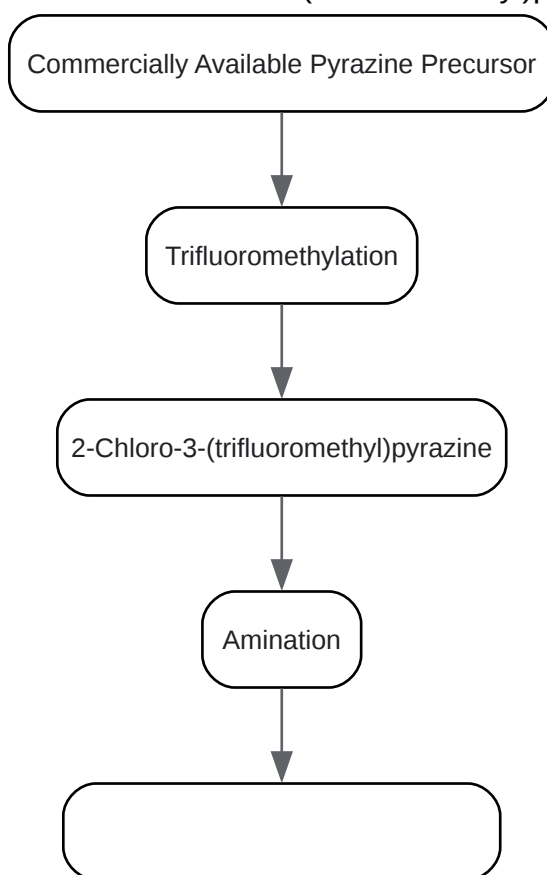 Commercially Available Pyrazine Precursor
Trifluoromethylation
2-Chloro-3-(trifluoromethyl)pyrazine
Amination